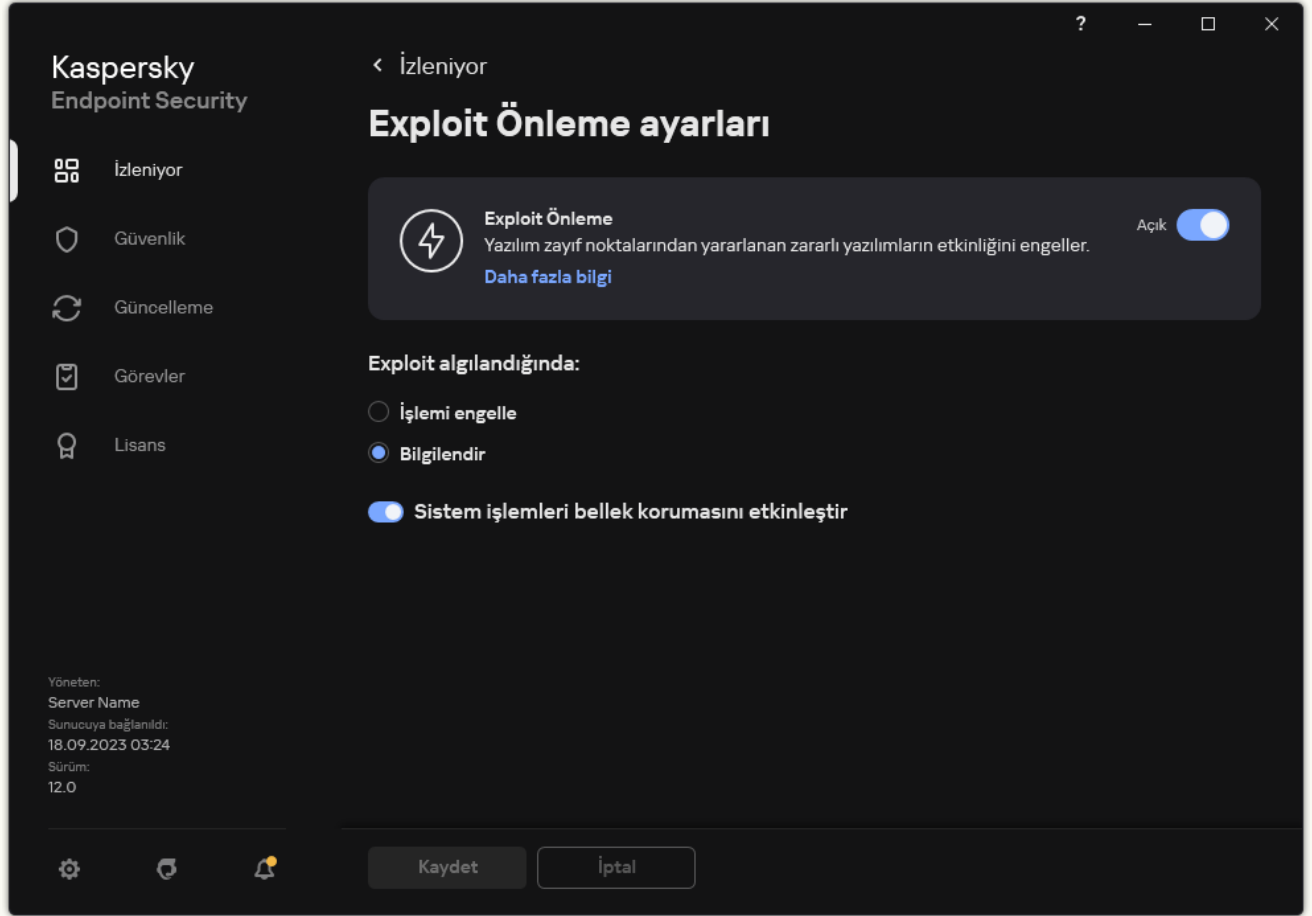 ?
Kaspersky
Endpoint Security
İzleniyor
Güvenlik
Güncelleme
Görevler
Lisans
Yöneten:
Server Name
Sunucuya bağlanıldı:
18.09.2023 03:24
Sürüm:
12.0
İzleniyor
Exploit Önleme ayarları
Exploit Önleme
Yazılım zayıf noktalarından yararlanan zararlı yazılımların etkinliğini engeller.
Daha fazla bilgi
Açık
Exploit algılandığında:
İşlemi engelle
Bilgilendir
Sistem işlemleri bellek korumasını etkinleştir
Kaydet
İptal